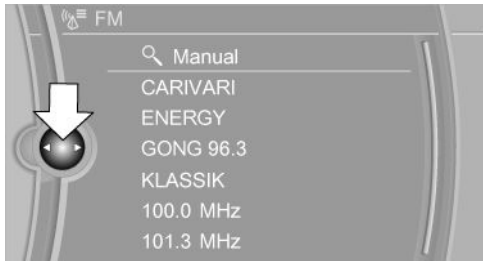 FM
Manual
CARIVARI
ENERGY
GONG 96.3
KLASSIK
100.0 MHz
101.3 MHz